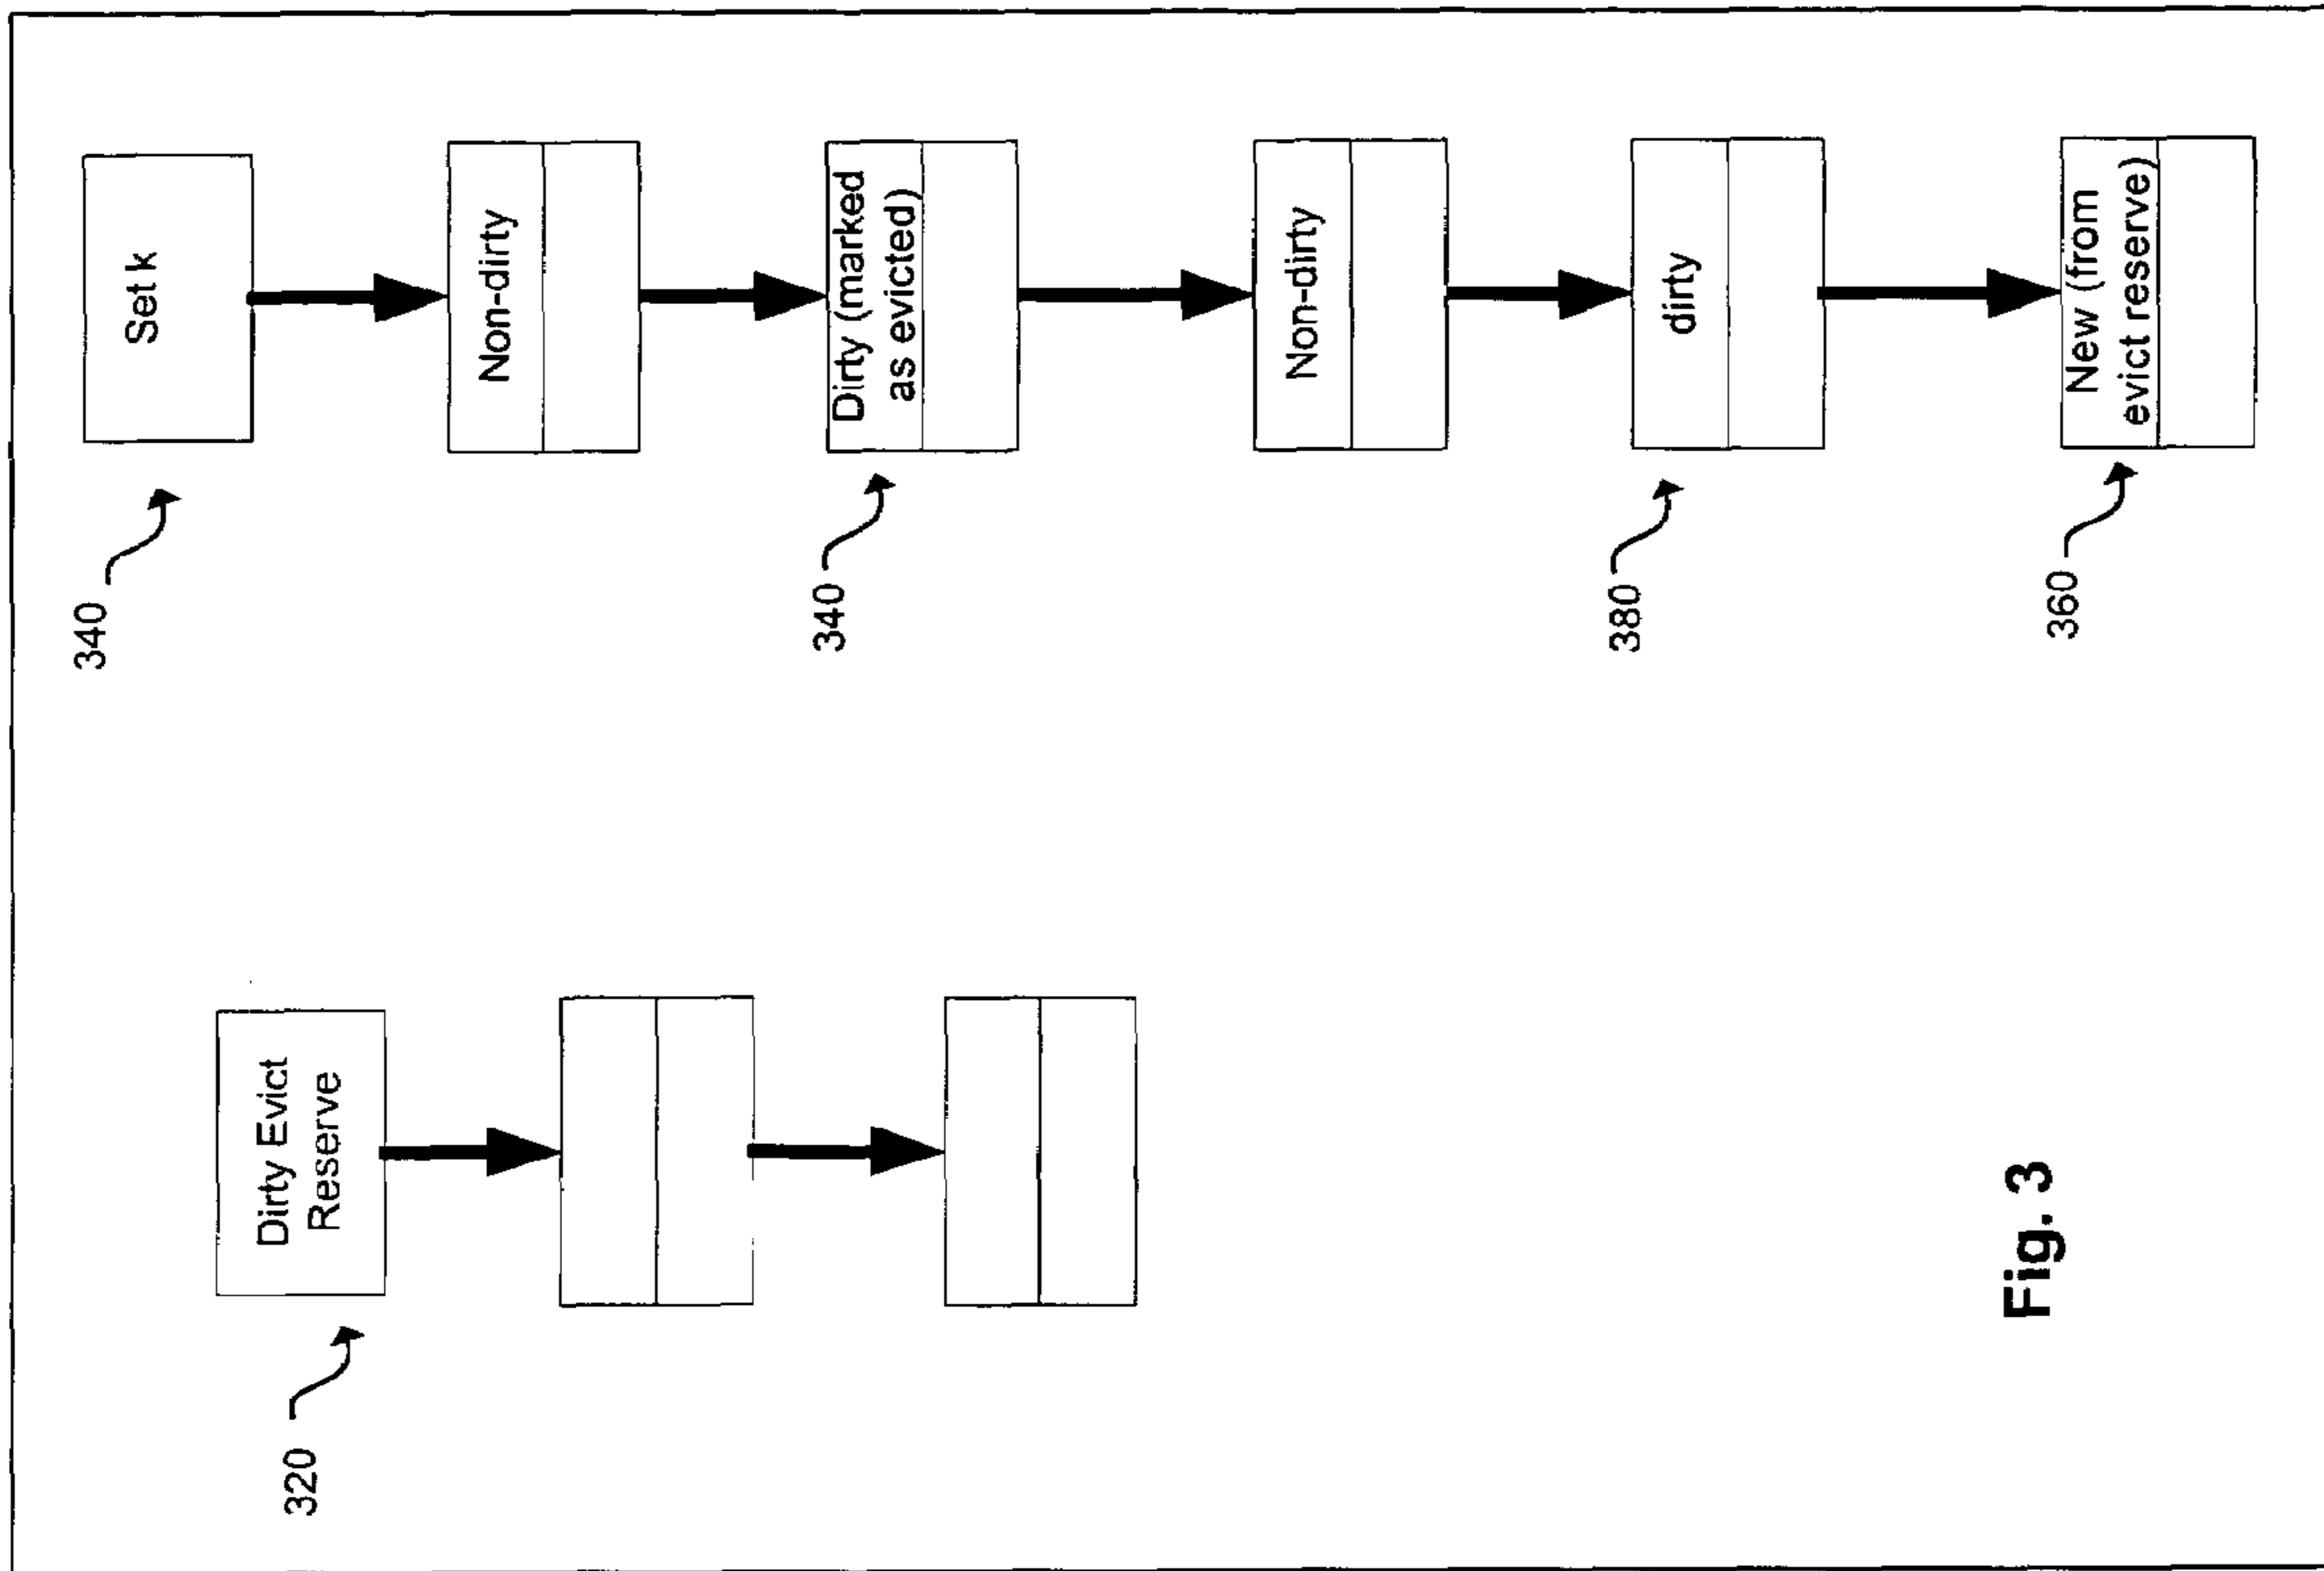 320
Dirty Evict
Reserve
340
Set k
Non-dirty
340
Dirty (marked
as evicted)
Non-dirty
380
dirty
360
New (from
evict reserve)
Fig. 3